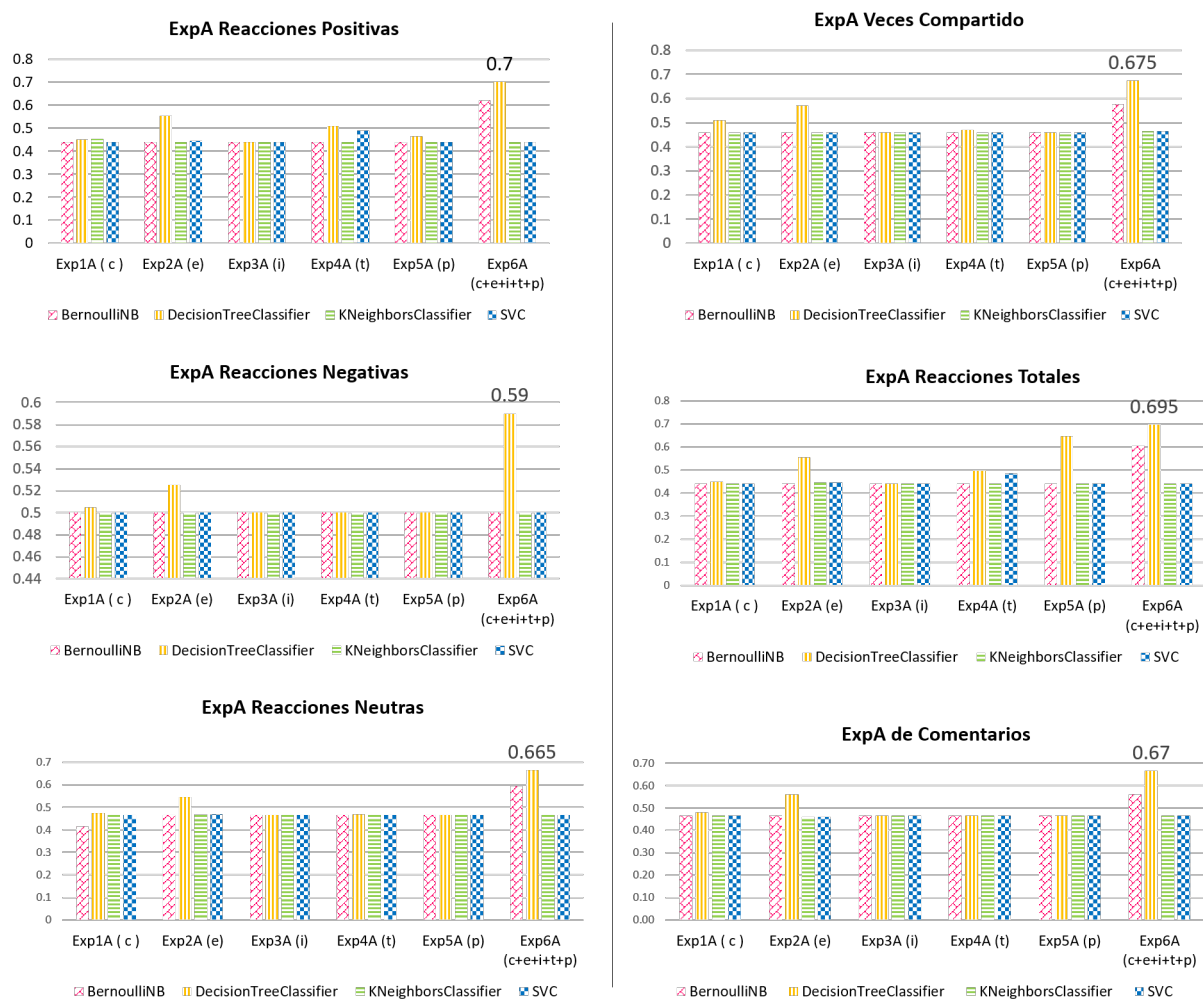 ExpA Reacciones Positivas
0.8
0.7
0.6
0.5
0.4
0.3
0.2
0.1
0
0.7
Exp1A ( c ) Exp2A (e) Exp3A (i) Exp4A (t) Exp5A (p) Exp6A
(c+e+i+t+p)
BernoulliNB DecisionTreeClassifier KNeighborsClassifier SVC
ExpA Reacciones Negativas
0.6
0.58
0.56
0.54
0.52
0.5
0.48
0.46
0.44
0.59
Exp1A ( c ) Exp2A (e) Exp3A (i) Exp4A (t) Exp5A (p) Exp6A
(c+e+i+t+p)
BernoulliNB DecisionTreeClassifier KNeighborsClassifier SVC
ExpA Reacciones Neutras
0.7
0.6
0.5
0.4
0.3
0.2
0.1
0
0.665
Exp1A ( c ) Exp2A (e) Exp3A (i) Exp4A (t) Exp5A (p) Exp6A
(c+e+i+t+p)
BernoulliNB DecisionTreeClassifier KNeighborsClassifier SVC
ExpA Veces Compartido
0.8
0.7
0.6
0.5
0.4
0.3
0.2
0.1
0
0.675
Exp1A ( c ) Exp2A (e) Exp3A (i) Exp4A (t) Exp5A (p) Exp6A
(c+e+i+t+p)
BernoulliNB DecisionTreeClassifier KNeighborsClassifier SVC
ExpA Reacciones Totales
0.8
0.7
0.6
0.5
0.4
0.3
0.2
0.1
0
0.695
Exp1A ( c ) Exp2A (e) Exp3A (i) Exp4A (t) Exp5A (p) Exp6A
(c+e+i+t+p)
BernoulliNB DecisionTreeClassifier KNeighborsClassifier SVC
ExpA de Comentarios
0.70
0.60
0.50
0.40
0.30
0.20
0.10
0.00
0.67
Exp1A ( c ) Exp2A (e) Exp3A (i) Exp4A (t) Exp5A (p) Exp6A
(c+e+i+t+p)
BernoulliNB DecisionTreeClassifier KNeighborsClassifier SVC